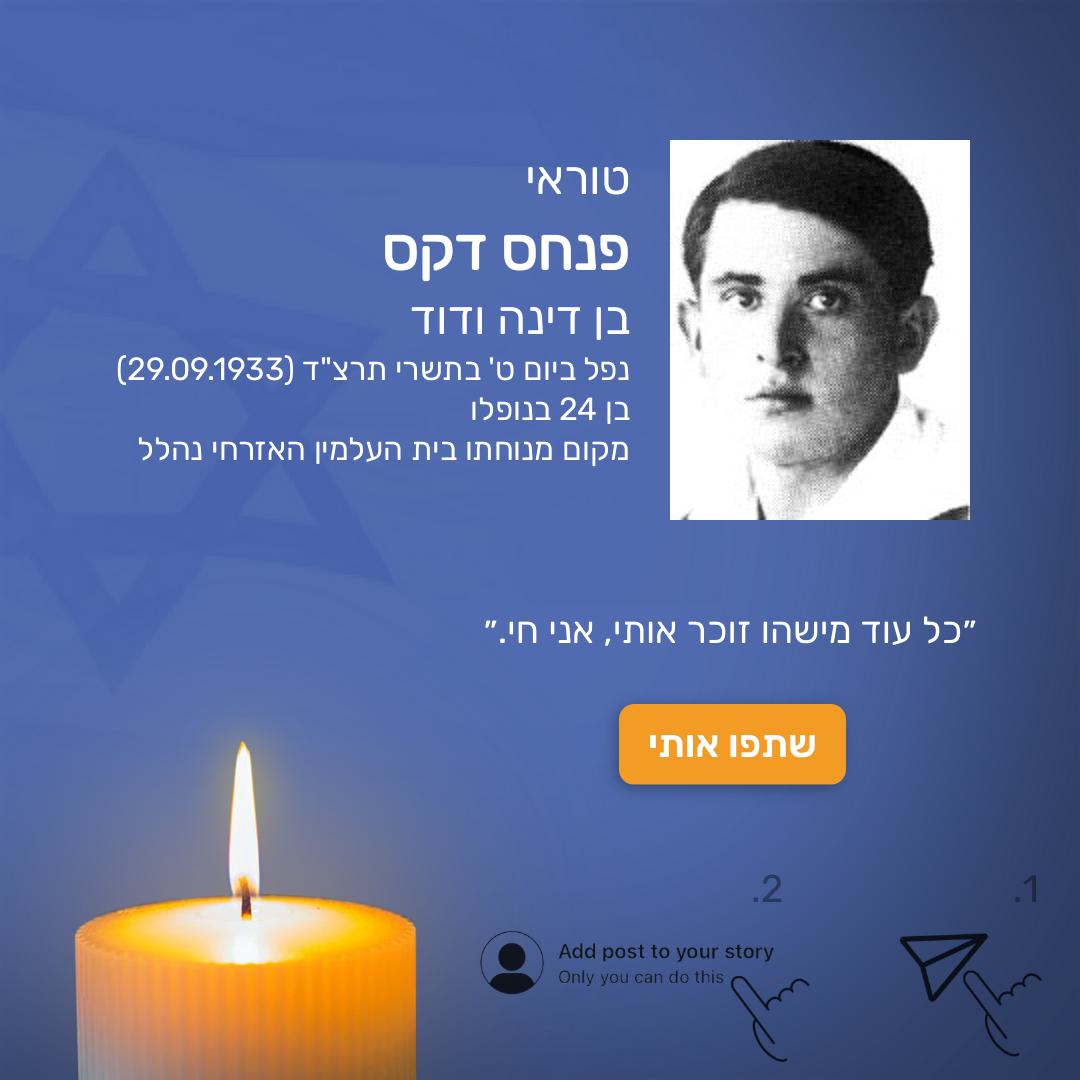 טוראי
פנחס דקס
בן דינה ודוד
נפל ביום ט' בתשרי תרצ"ד (29.09.1933)
בן 24 בנופלו
מקום מנוחתו בית העלמין האזרחי נהלל
״כל עוד מישהו זוכר אותי, אני חי.״
שתפו אותי
1.
2.
Add post to your story
Only you can do this